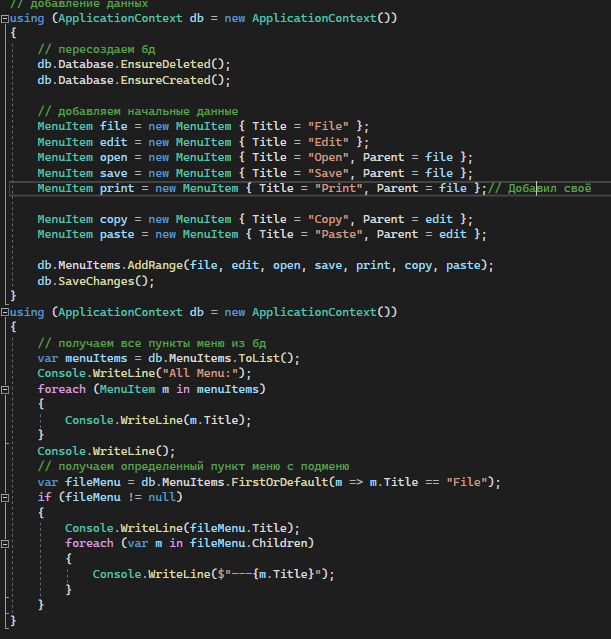 // добавление данных
using (ApplicationContext db = new ApplicationContext())
{
// пересоздаем бд
db.Database.EnsureDeleted();
db.Database.EnsureCreated();
// добавляем начальные данные
MenuItem file = new MenuItem { Title = "File" };
MenuItem edit = new MenuItem { Title = "Edit" };
MenuItem open = new MenuItem { Title = "Open", Parent = file };
MenuItem save = new MenuItem { Title = "Save", Parent = file };
MenuItem print = new MenuItem { Title = "Print", Parent = file };// Добавил своё
MenuItem copy = new MenuItem { Title = "Copy", Parent = edit };
MenuItem paste = new MenuItem { Title = "Paste", Parent = edit };
db.MenuItems.AddRange(file, edit, open, save, print, copy, paste);
db.SaveChanges();
}
using (ApplicationContext db = new ApplicationContext())
{
// получаем все пункты меню из бд
var menuItems = db.MenuItems.ToList();
Console.WriteLine("All Menu:");
foreach (MenuItem m in menuItems)
{
Console.WriteLine(m.Title);
}
Console.WriteLine();
// получаем определенный пункт меню с подменю
var fileMenu = db.MenuItems.FirstOrDefault(m => m.Title == "File");
if (fileMenu != null)
{
Console.WriteLine(fileMenu.Title);
foreach (var m in fileMenu.Children)
{
Console.WriteLine($"---{m.Title}");
}
}
}